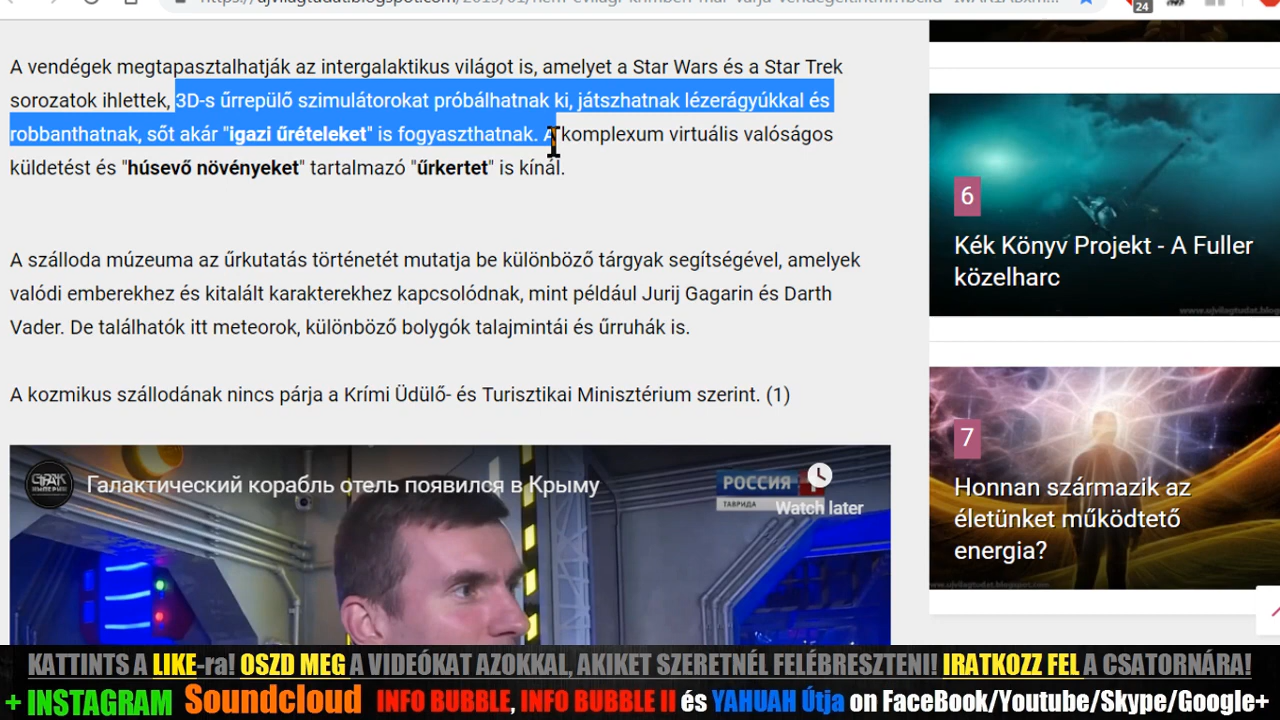 24
A vendégek megtapasztalhatják az intergalaktikus világot is, amelyet a Star Wars és a Star Trek
sorozatok ihlettek, 3D-s űrrepülő szimulátorokat próbálhatnak ki, játszhatnak lézerágyúkkal és
robbanthatnak, sőt akár "igazi űrételeket" is fogyaszthatnak. A komplexum virtuális valóságos
küldetést és "húsevő növényeket" tartalmazó "űrkertet" is kínál.
A szálloda múzeuma az űrkutatás történetét mutatja be különböző tárgyak segítségével, amelyek
valódi emberekhez és kitalált karakterekhez kapcsolódnak, mint például Jurij Gagarin és Darth
Vader. De találhatók itt meteorok, különböző bolygók talajmintái és űrruhák is.
A kozmikus szállodának nincs párja a Krími Üdülő- és Turisztikai Minisztérium szerint. (1)
Галактический корабль отель появился в Крыму
РОССИЯ
ТАВРИДА
Watch later
6
Kék Könyv Projekt - A Fuller
közelharc
7
Honnan származik az
életünket működtető
energia?
KATTINTS A LIKE-ra! OSZD MEG A VIDEÓKAT AZOKKAL, AKIKET SZERETNÉL FELÉBRESZTENI! IRATKOZZ FEL A CSATORNÁRA!
+ INSTAGRAM Soundcloud INFO BUBBLE, INFO BUBBLE II és YAHUAH Útja on FaceBook/Youtube/Skype/Google+